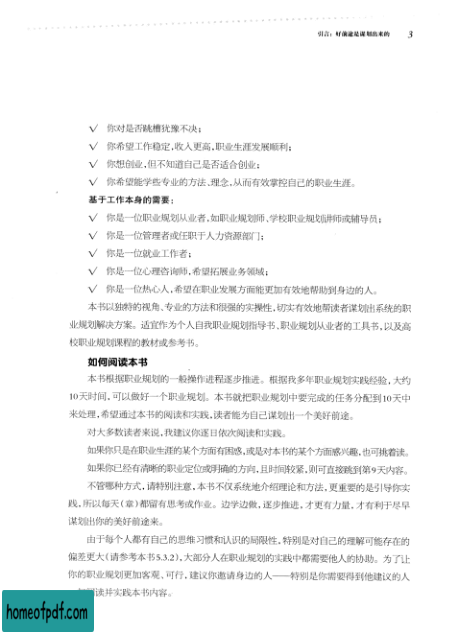 引言：好前途是谋划出来的 3
√ 你对是否跳槽犹豫不决；
√ 你希望工作稳定,收入更高,职业生涯发展顺利；
√ 你想创业,但不知道自己是否适合创业；
√ 你希望能学些专业的方法、理念,从而有效掌控自己的职业生涯。
基于工作本身的需要：
√ 你是一位职业规划从业者,如职业规划师、学校职业规划讲师或辅导员；
√ 你是一位管理者或任职于人力资源部门；
√ 你是一位就业工作者；
√ 你是一位心理咨询师,希望拓展业务领域；
√ 你是一位热心人,希望在职业发展方面能更加有效地帮助到身边的人。
本书以独特的视角、专业的方法和很强的实操性,切实有效地帮读者谋划出系统的职
业规划解决方案。适宜作为个人自我职业规划指导书、职业规划从业者的工具书,以及高
校职业规划课程的教材或参考书。
如何阅读本书
本书根据职业规划的一般操作进程逐步推进。根据我多年职业规划实践经验,大约
10天时间,可以做好一个职业规划。本书就把职业规划中要完成的任务分配到10天中
来处理,希望通过本书的阅读和实践,读者能为自己谋划出一个美好前途。
对大多数读者来说,我建议你逐日依次阅读和实践。
如果你只是在职业生涯的某个方面有困惑,或是对本书的某个方面感兴趣,也可挑着读。
如果你已经有清晰的职业定位或明确的方向,且时间较紧,则可直接跳到第9天内容。
不管哪种方式,请特别注意,本书不仅系统地介绍理论和方法,更重要的是引导你实
践,所以每天(章)都留有思考或作业。边学边做,逐步推进,才更有力量,才有利于尽早
谋划出你的美好前途来。
由于每个人都有自己的思维习惯和认识的局限性,特别是对自己的理解可能存在的
偏差更大(请参考本书5.3.2),大部分人在职业规划的实践中都需要他人的协助。为了让
你的职业规划更加客观、可行,建议你邀请身边的人——特别是你需要得到他建议的人
阅读并实践本书内容。
homeofpdf.com